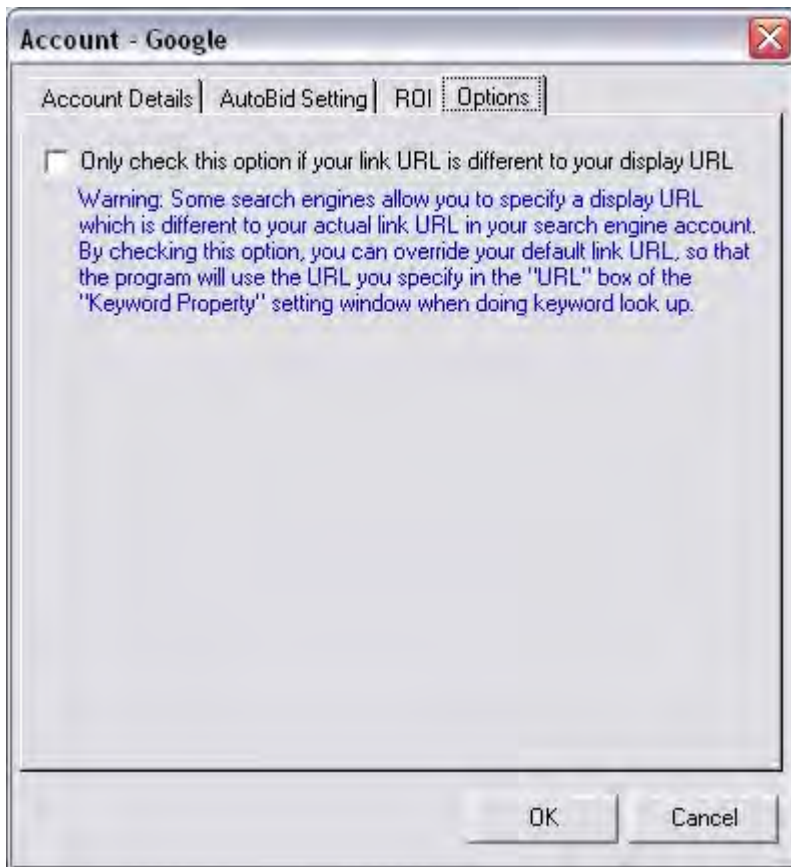 Account - Google
Account Details AutoBid Setting ROI Options
Only check this option if your link URL is different to your display URL
Warning: Some search engines allow you to specify a display URL
which is different to your actual link URL in your search engine account.
By checking this option, you can override your default link URL, so that
the program will use the URL you specify in the "URL" box of the
"Keyword Property" setting window when doing keyword look up.
OK Cancel